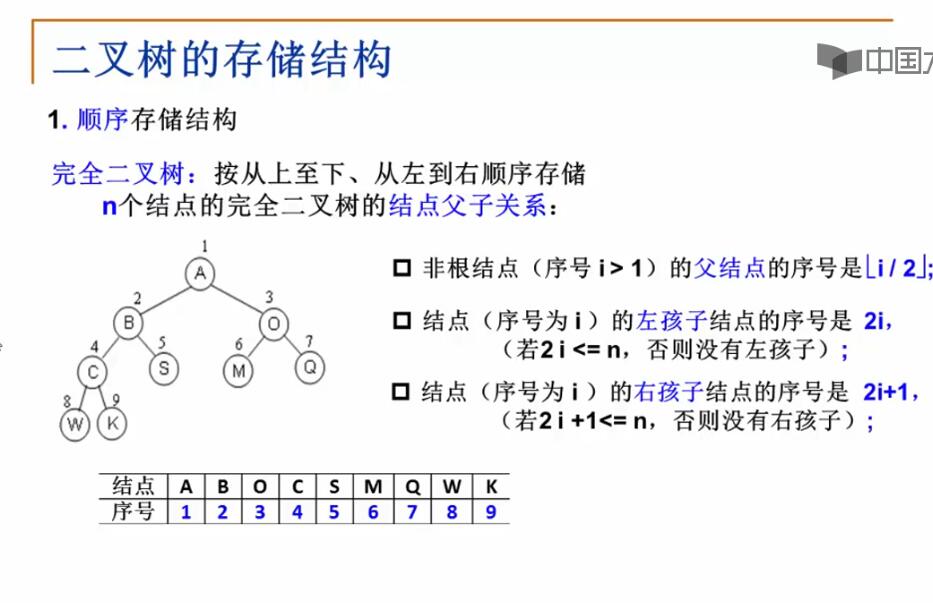 二叉树的存储结构
中国大
1. 顺序存储结构
完全二叉树：按从上至下、从左到右顺序存储
n个结点的完全二叉树的结点父子关系：
1
A
2
3
B
O
4
5
6
7
C
S
M
Q
8
9
W
K
非根结点（序号 i > 1）的父结点的序号是⌊i / 2⌋;
结点（序号为 i ）的左孩子结点的序号是 2i，
（若2 i <= n，否则没有左孩子）;
结点（序号为 i ）的右孩子结点的序号是 2i+1，
（若2 i +1<= n，否则没有右孩子）;
结点 A B O C S M Q W K
序号 1 2 3 4 5 6 7 8 9